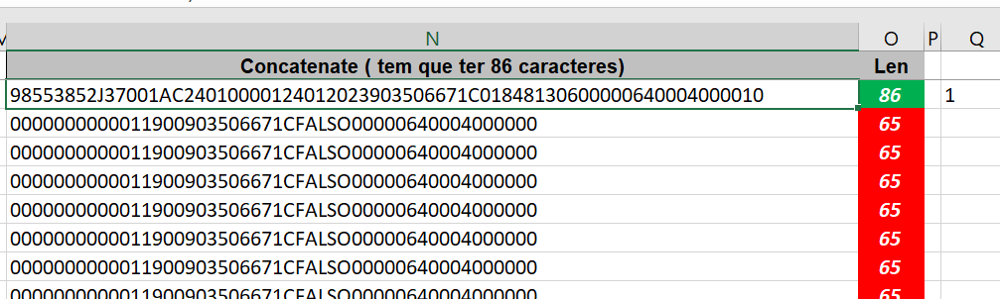 N O P Q
Concatenate ( tem que ter 86 caracteres) Len
98553852J37001AC24010000124012023903506671C01848130600000640004000010 86 1
0000000000011900903506671CFALSO00000640004000000 65
0000000000011900903506671CFALSO00000640004000000 65
0000000000011900903506671CFALSO00000640004000000 65
0000000000011900903506671CFALSO00000640004000000 65
0000000000011900903506671CFALSO00000640004000000 65
0000000000011900903506671CFALSO00000640004000000 65
0000000000011900903506671CFALSO00000640004000000 65